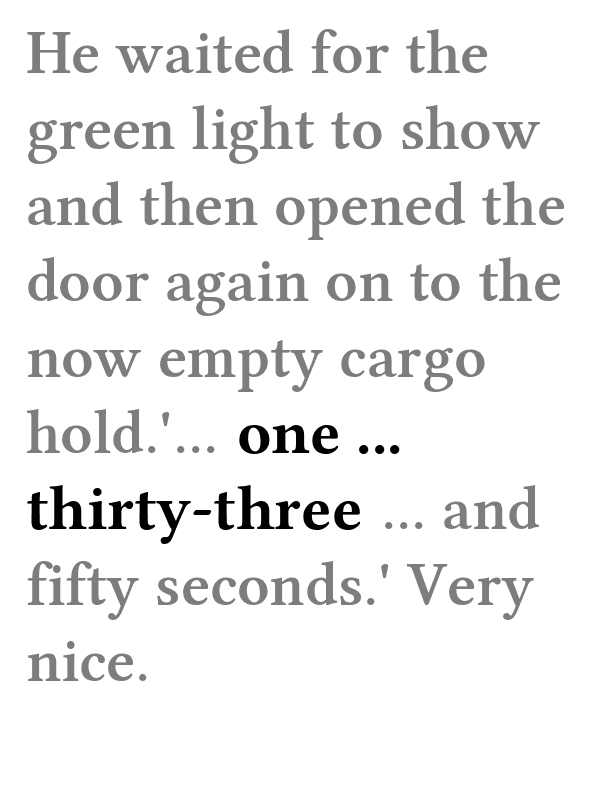 He waited for the
green light to show
and then opened the
door again on to the
now empty cargo
hold.'... one ...
thirty-three ... and
fifty seconds.' Very
nice.